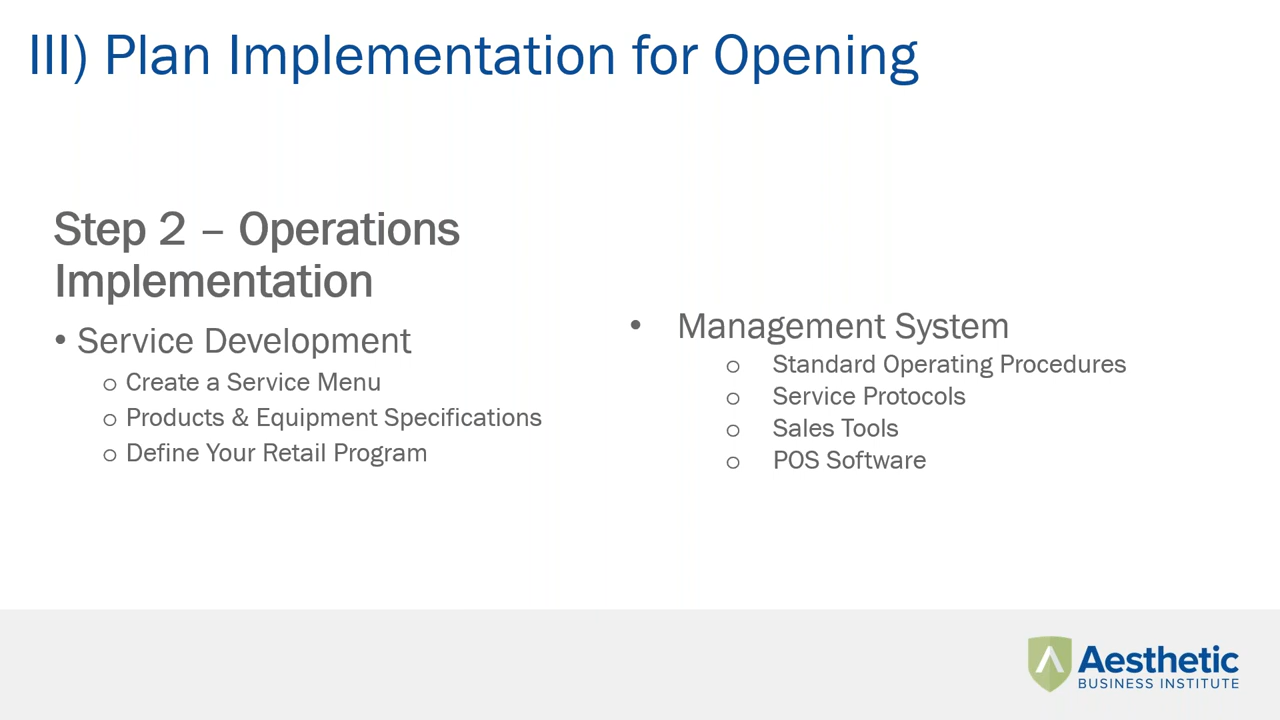 III) Plan Implementation for Opening
Step 2 – Operations
Implementation
• Service Development
o Create a Service Menu
o Products & Equipment Specifications
o Define Your Retail Program
• Management System
o Standard Operating Procedures
o Service Protocols
o Sales Tools
o POS Software
Aesthetic
BUSINESS INSTITUTE